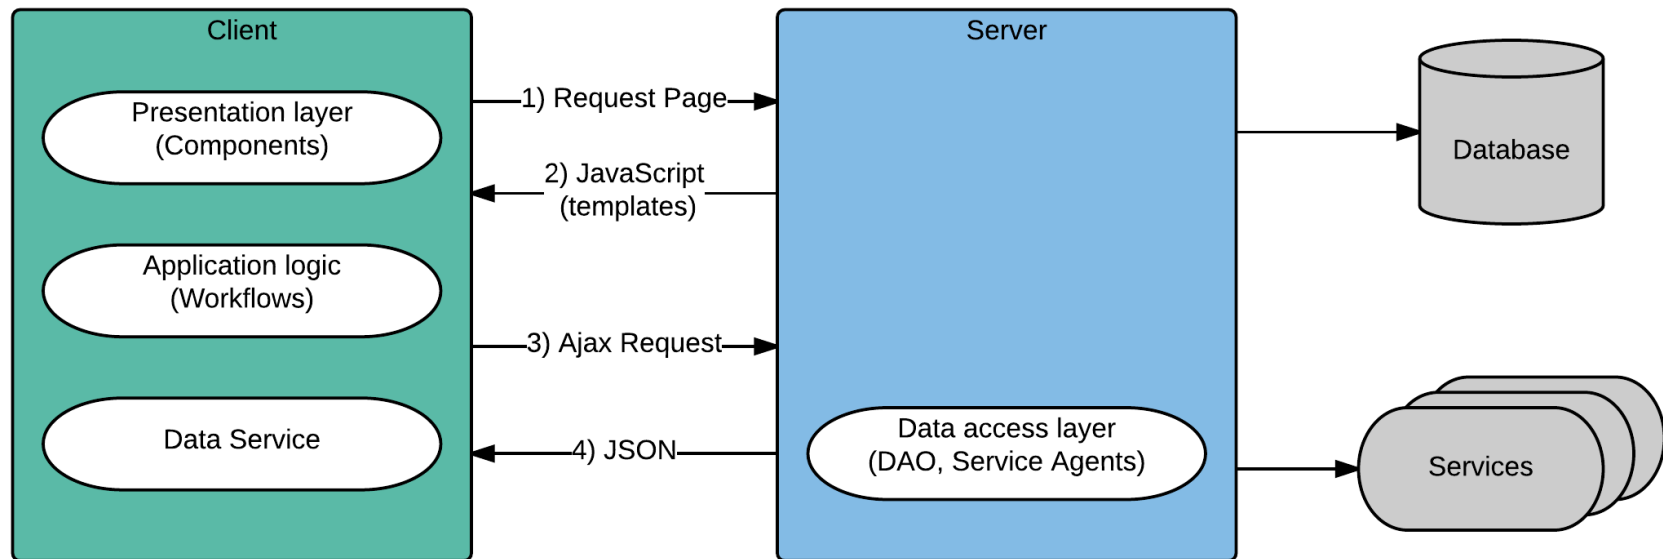 Client
Presentation layer
(Components)
Application logic
(Workflows)
Data Service
1) Request Page
2) JavaScript
(templates)
3) Ajax Request
4) JSON
Server
Data access layer
(DAO, Service Agents)
Database
Services